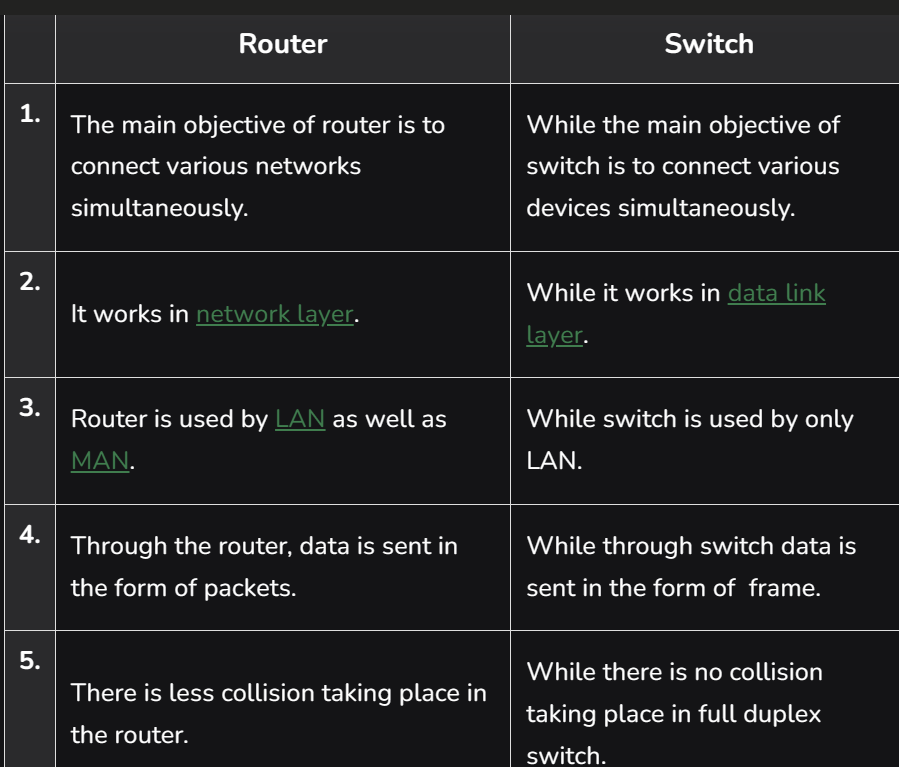 Router
Switch
1.
The main objective of router is to
connect various networks
simultaneously.
While the main objective of
switch is to connect various
devices simultaneously.
2.
It works in network layer.
While it works in data link
layer.
3.
Router is used by LAN as well as
MAN.
While switch is used by only
LAN.
4.
Through the router, data is sent in
the form of packets.
While through switch data is
sent in the form of  frame.
5.
There is less collision taking place in
the router.
While there is no collision
taking place in full duplex
switch.